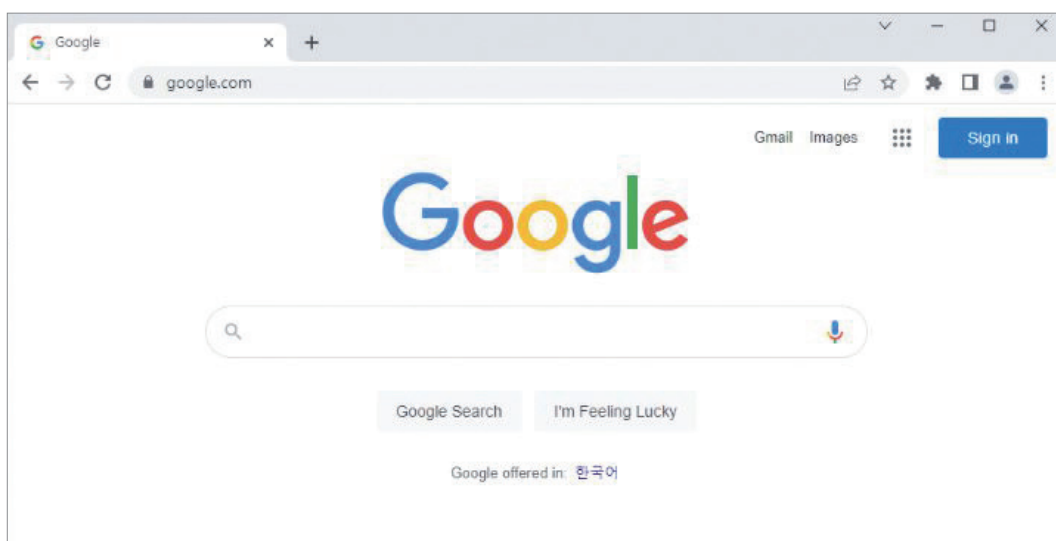 Google
google.com
Gmail Images
Sign in
Google
Google Search I'm Feeling Lucky
Google offered in: 한국어